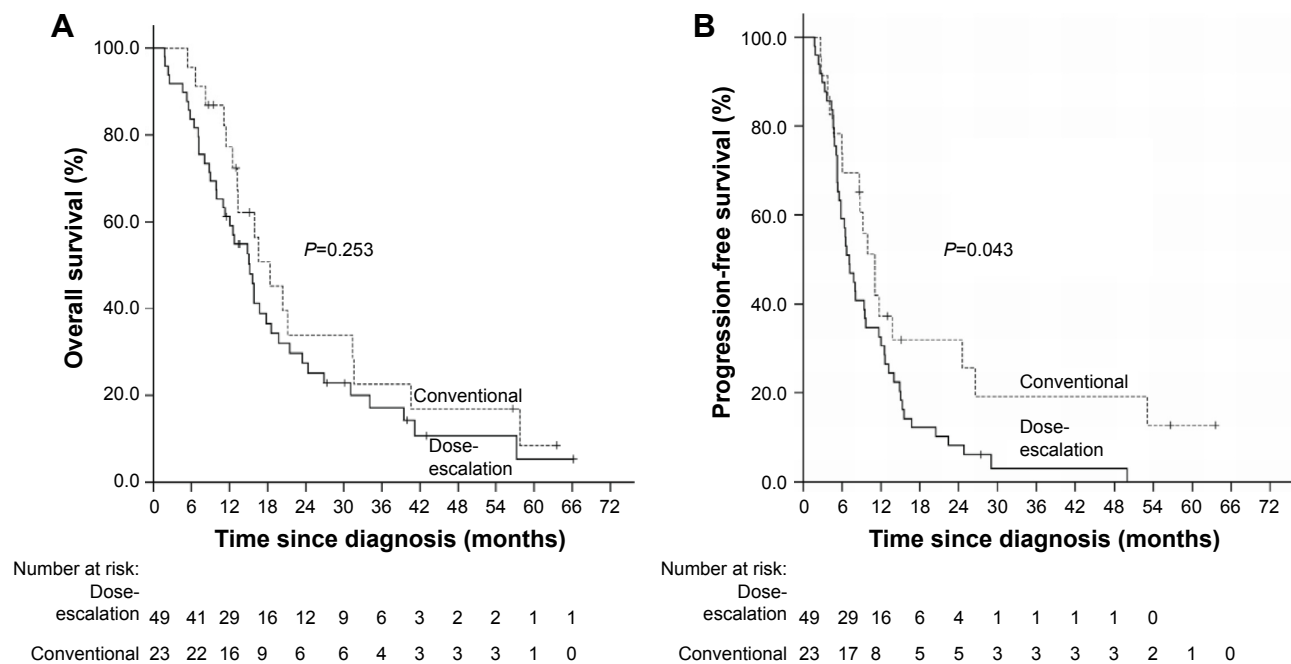 A
Overall survival (%)
100.0
80.0
60.0
40.0
20.0
0.0
P=0.253
Conventional
Dose-
escalation
0 6 12 18 24 30 36 42 48 54 60 66 72
Time since diagnosis (months)
Number at risk:
Dose-
escalation 49 41 29 16 12 9 6 3 2 2 1 1
Conventional 23 22 16 9 6 6 4 3 3 3 1 0
B
Progression-free survival (%)
100.0
80.0
60.0
40.0
20.0
0.0
P=0.043
Conventional
Dose-
escalation
0 6 12 18 24 30 36 42 48 54 60 66 72
Time since diagnosis (months)
Number at risk:
Dose-
escalation 49 29 16 6 4 1 1 1 1 0
Conventional 23 17 8 5 5 3 3 3 3 2 1 0